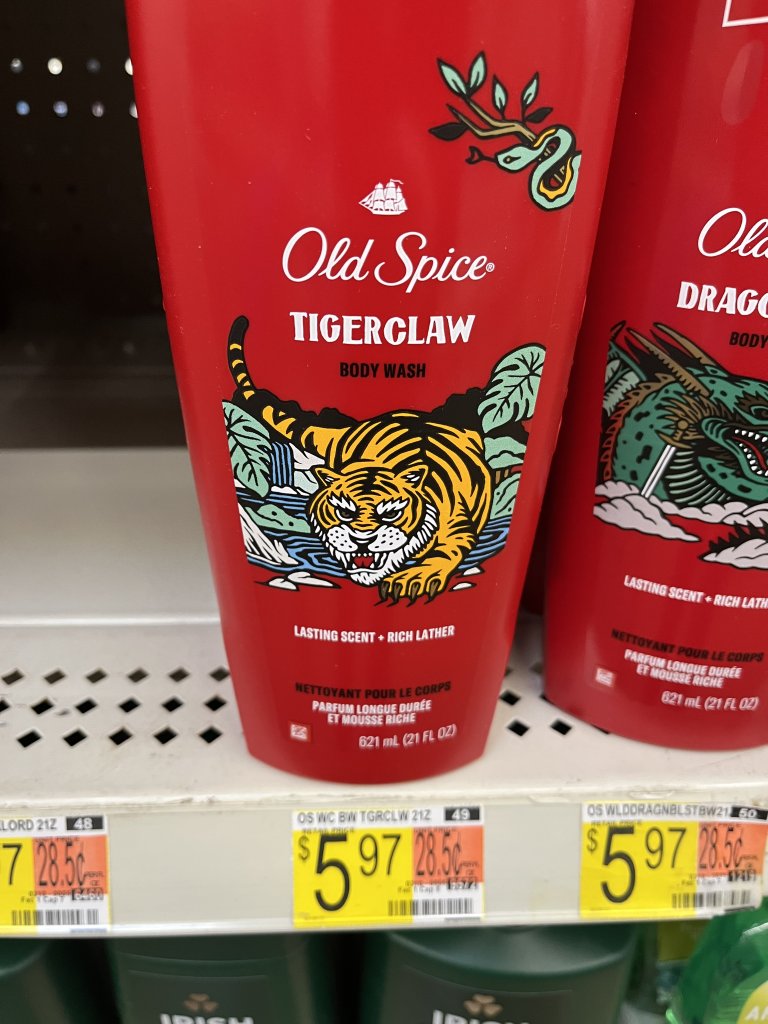 Old Spice®
TIGERCLAW
BODY WASH
LASTING SCENT + RICH LATHER
NETTOYANT POUR LE CORPS
PARFUM LONGUE DURÉE
ET MOUSSE RICHE
621 mL (21 FL OZ)
Old
DRAGO
BODY
LASTING SCENT + RICH LATH
NETTOYANT POUR LE CORPS
PARFUM LONGUE DURÉE
ET MOUSSE RICHE
621 mL (21 FL OZ)
LORD 21Z 48
7 28.5¢
OS WC BW TGRCLW 21Z 49
$5 97 28.5¢
OS WLDDRAGNBLSTBW21 50
$5 97 28.5¢
IRISH
IRISH